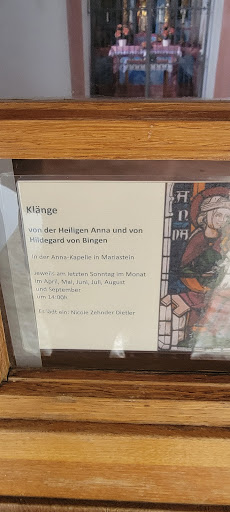 Klänge
von der Heiligen Anna und von
Hildegard von Bingen
In der Anna-Kapelle in Mariastein
Jeweils am letzten Sonntag im Monat
im April, Mai, Juni, Juli, August
und September
um 14:00h
Es lädt ein: Nicole Zehnder Dietler
AN
NA